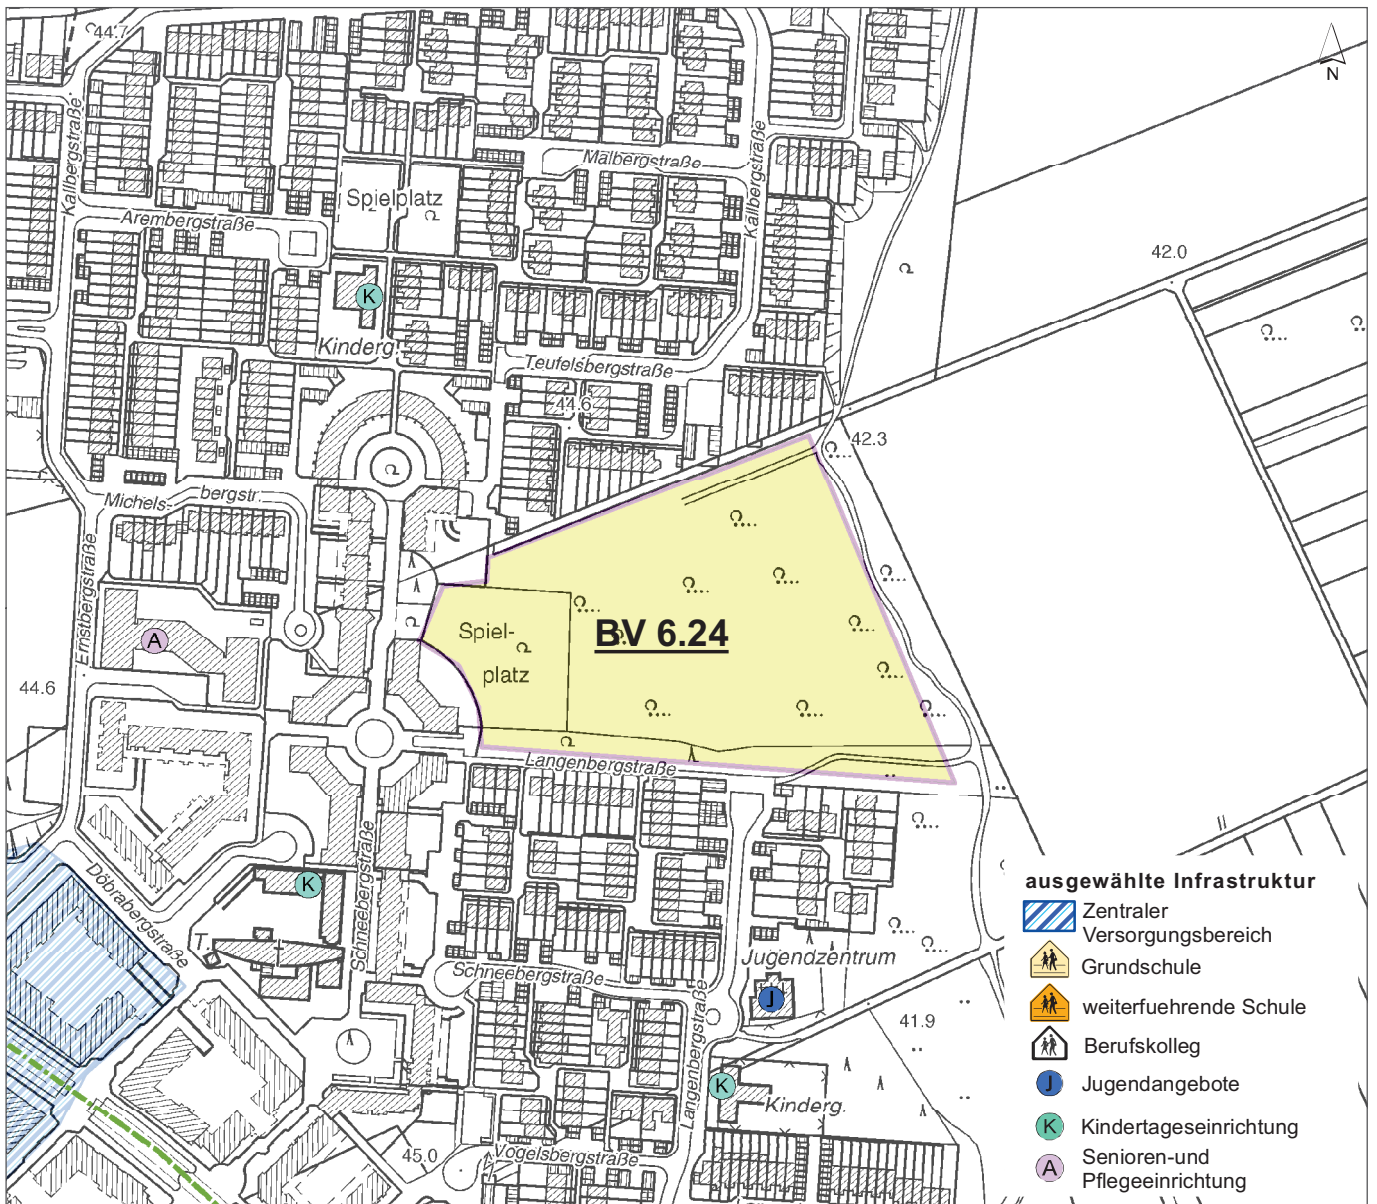 44.7
N
Kallbergstraße
Malbergstraße
Kallbergstraße
Spielplatz
Arembergstraße
42.0
K
Kinderg.
Teufelsbergstraße
44.6
42.3
Michels-
bergstr.
Ernstbergstraße
A
Spiel-
platz
BV 6.24
44.6
Langenbergstraße
Döbrabergstraße
K
Schneebergstraße
T.
Jugendzentrum
Schneebergstraße
J
Langenbergstraße
41.9
K
Kinderg.
45.0
Vogelsbergstraße
ausgewählte Infrastruktur
Zentraler
Versorgungsbereich
Grundschule
weiterfuehrende Schule
Berufskolleg
J Jugendangebote
K Kindertageseinrichtung
A Senioren-und
Pflegeeinrichtung